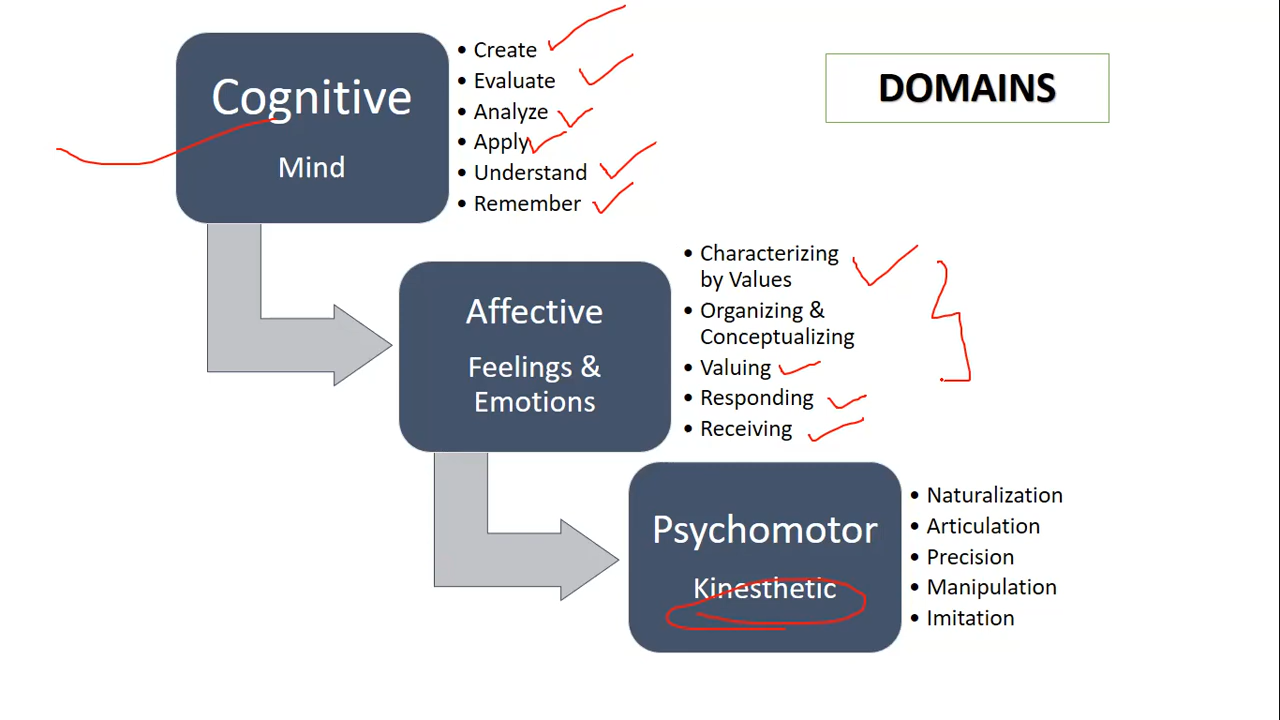 DOMAINS
Cognitive
Mind
• Create
• Evaluate
• Analyze
• Apply
• Understand
• Remember
Affective
Feelings &
Emotions
• Characterizing
by Values
• Organizing &
Conceptualizing
• Valuing
• Responding
• Receiving
Psychomotor
Kinesthetic
• Naturalization
• Articulation
• Precision
• Manipulation
• Imitation